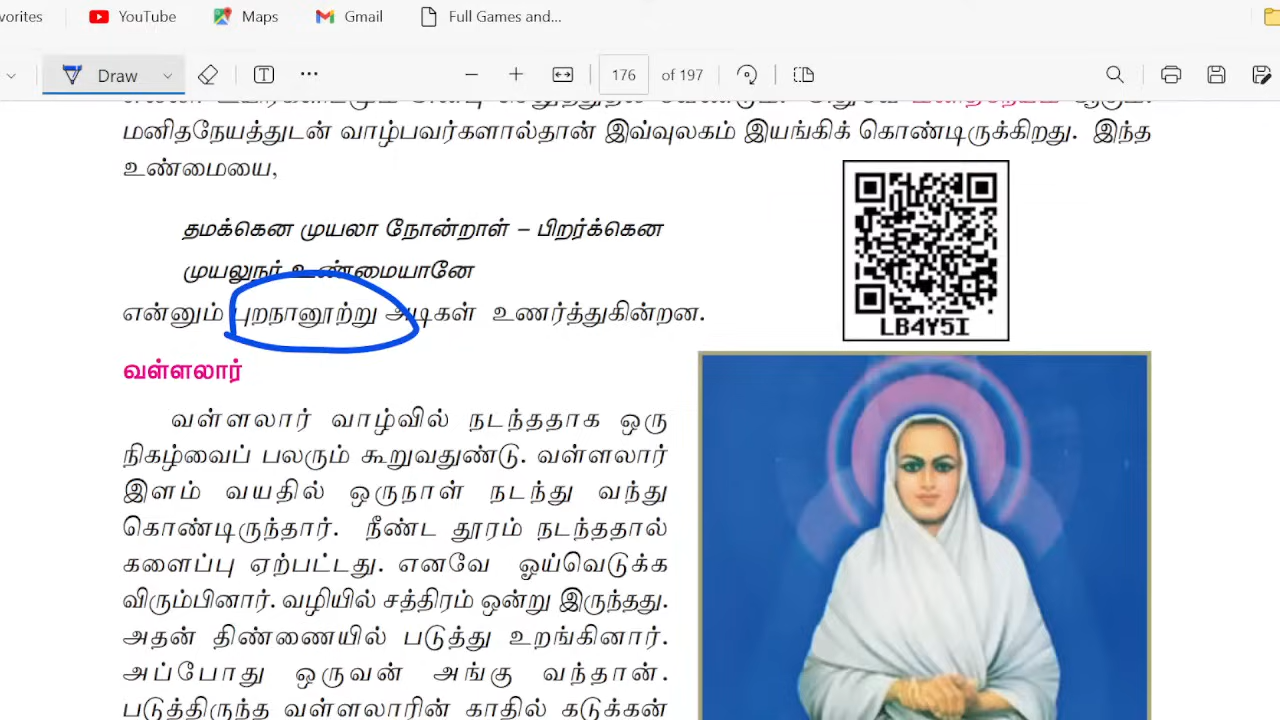 vorites YouTube Maps Gmail Full Games and...
Draw 176 of 197
மனிதநேயத்துடன் வாழ்பவர்களால்தான் இவ்வுலகம் இயங்கிக் கொண்டிருக்கிறது. இந்த
உண்மையை,
தமக்கென முயலா நோன்றாள் – பிறர்க்கென
முயலுநர் உண்மையானே
என்னும் புறநானூற்று அடிகள் உணர்த்துகின்றன.
LB4Y5I
வள்ளலார்
வள்ளலார் வாழ்வில் நடந்ததாக ஒரு
நிகழ்வைப் பலரும் கூறுவதுண்டு. வள்ளலார்
இளம் வயதில் ஒருநாள் நடந்து வந்து
கொண்டிருந்தார். நீண்ட தூரம் நடந்ததால்
களைப்பு ஏற்பட்டது. எனவே ஓய்வெடுக்க
விரும்பினார். வழியில் சத்திரம் ஒன்று இருந்தது.
அதன் திண்ணையில் படுத்து உறங்கினார்.
அப்போது ஒருவன் அங்கு வந்தான்.
படுத்திருந்த வள்ளலாரின் காதில் கடுக்கன்